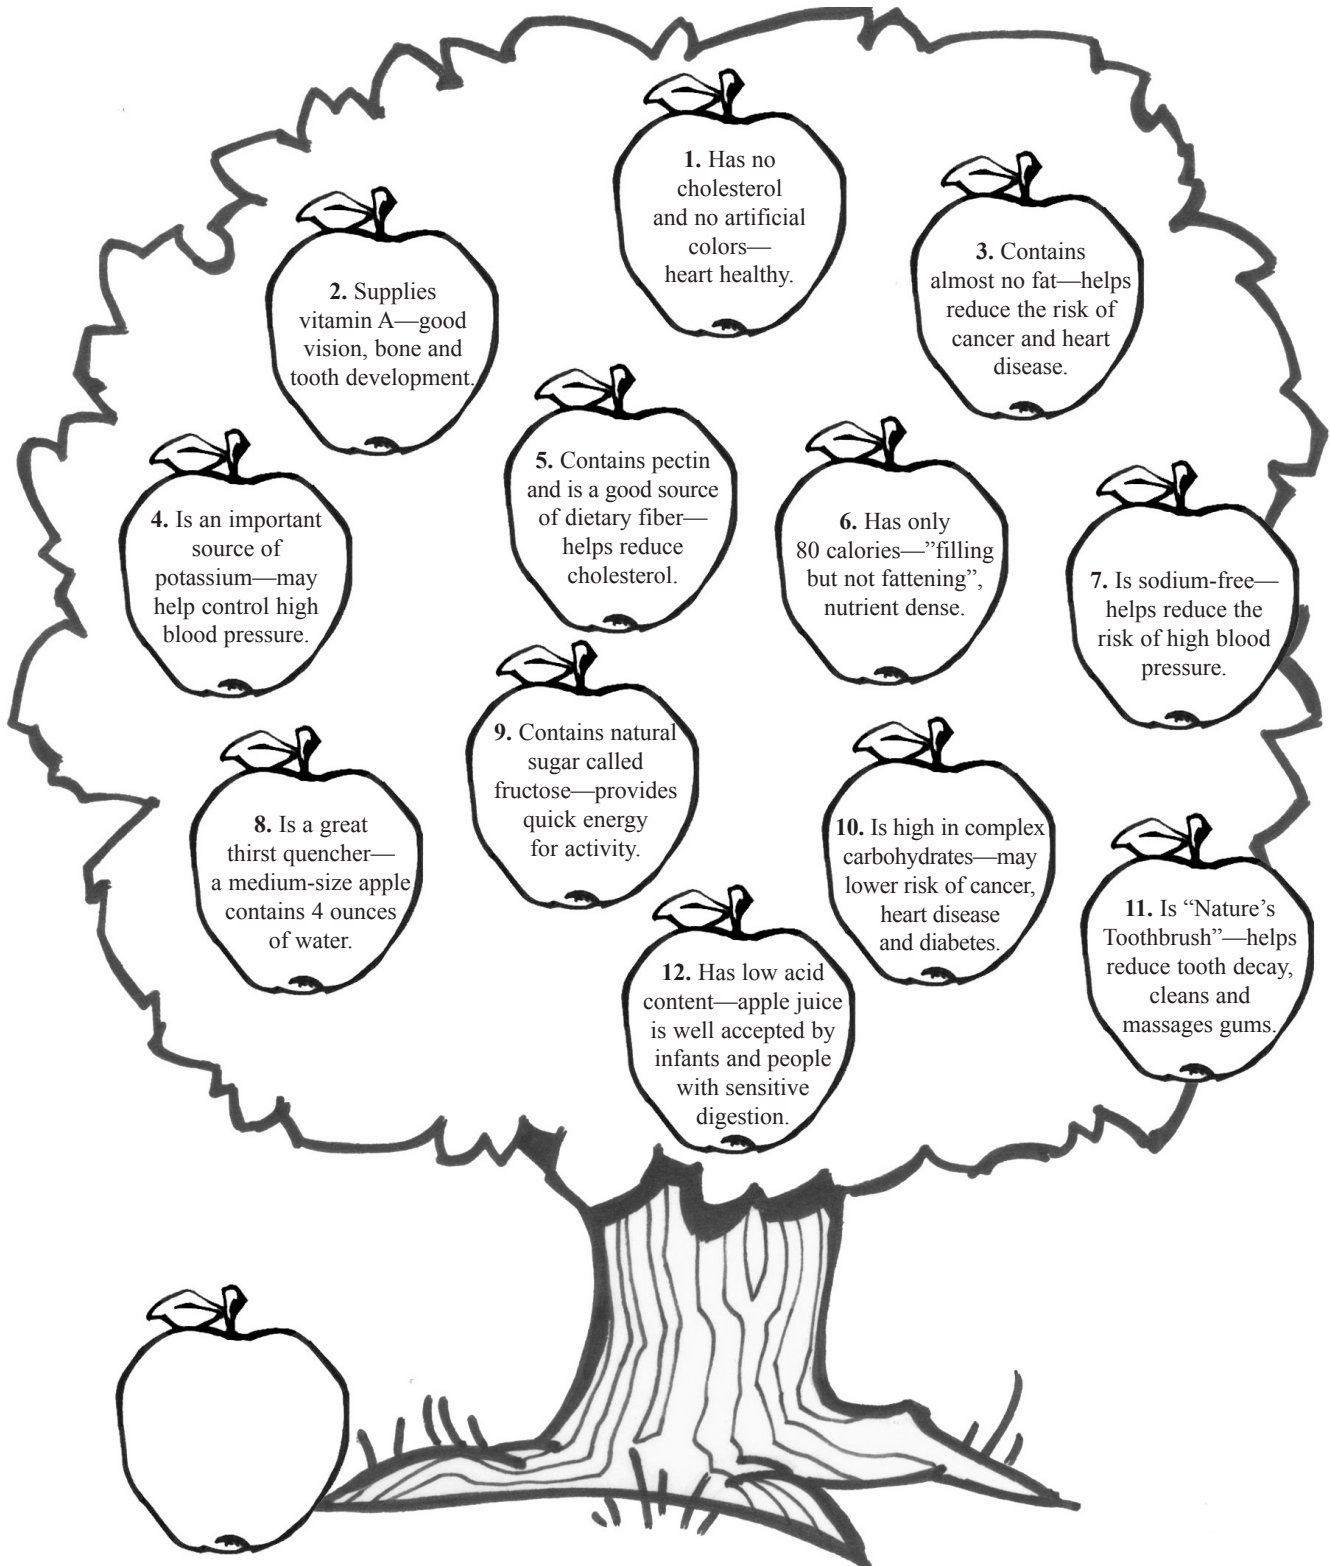 1. Has no
cholesterol
and no artificial
colors—
heart healthy.
2. Supplies
vitamin A—good
vision, bone and
tooth development.
3. Contains
almost no fat—helps
reduce the risk of
cancer and heart
disease.
4. Is an important
source of
potassium—may
help control high
blood pressure.
5. Contains pectin
and is a good source
of dietary fiber—
helps reduce
cholesterol.
6. Has only
80 calories—”filling
but not fattening”,
nutrient dense.
7. Is sodium-free—
helps reduce the
risk of high blood
pressure.
8. Is a great
thirst quencher—
a medium-size apple
contains 4 ounces
of water.
9. Contains natural
sugar called
fructose—provides
quick energy
for activity.
10. Is high in complex
carbohydrates—may
lower risk of cancer,
heart disease
and diabetes.
11. Is “Nature’s
Toothbrush”—helps
reduce tooth decay,
cleans and
massages gums.
12. Has low acid
content—apple juice
is well accepted by
infants and people
with sensitive
digestion.